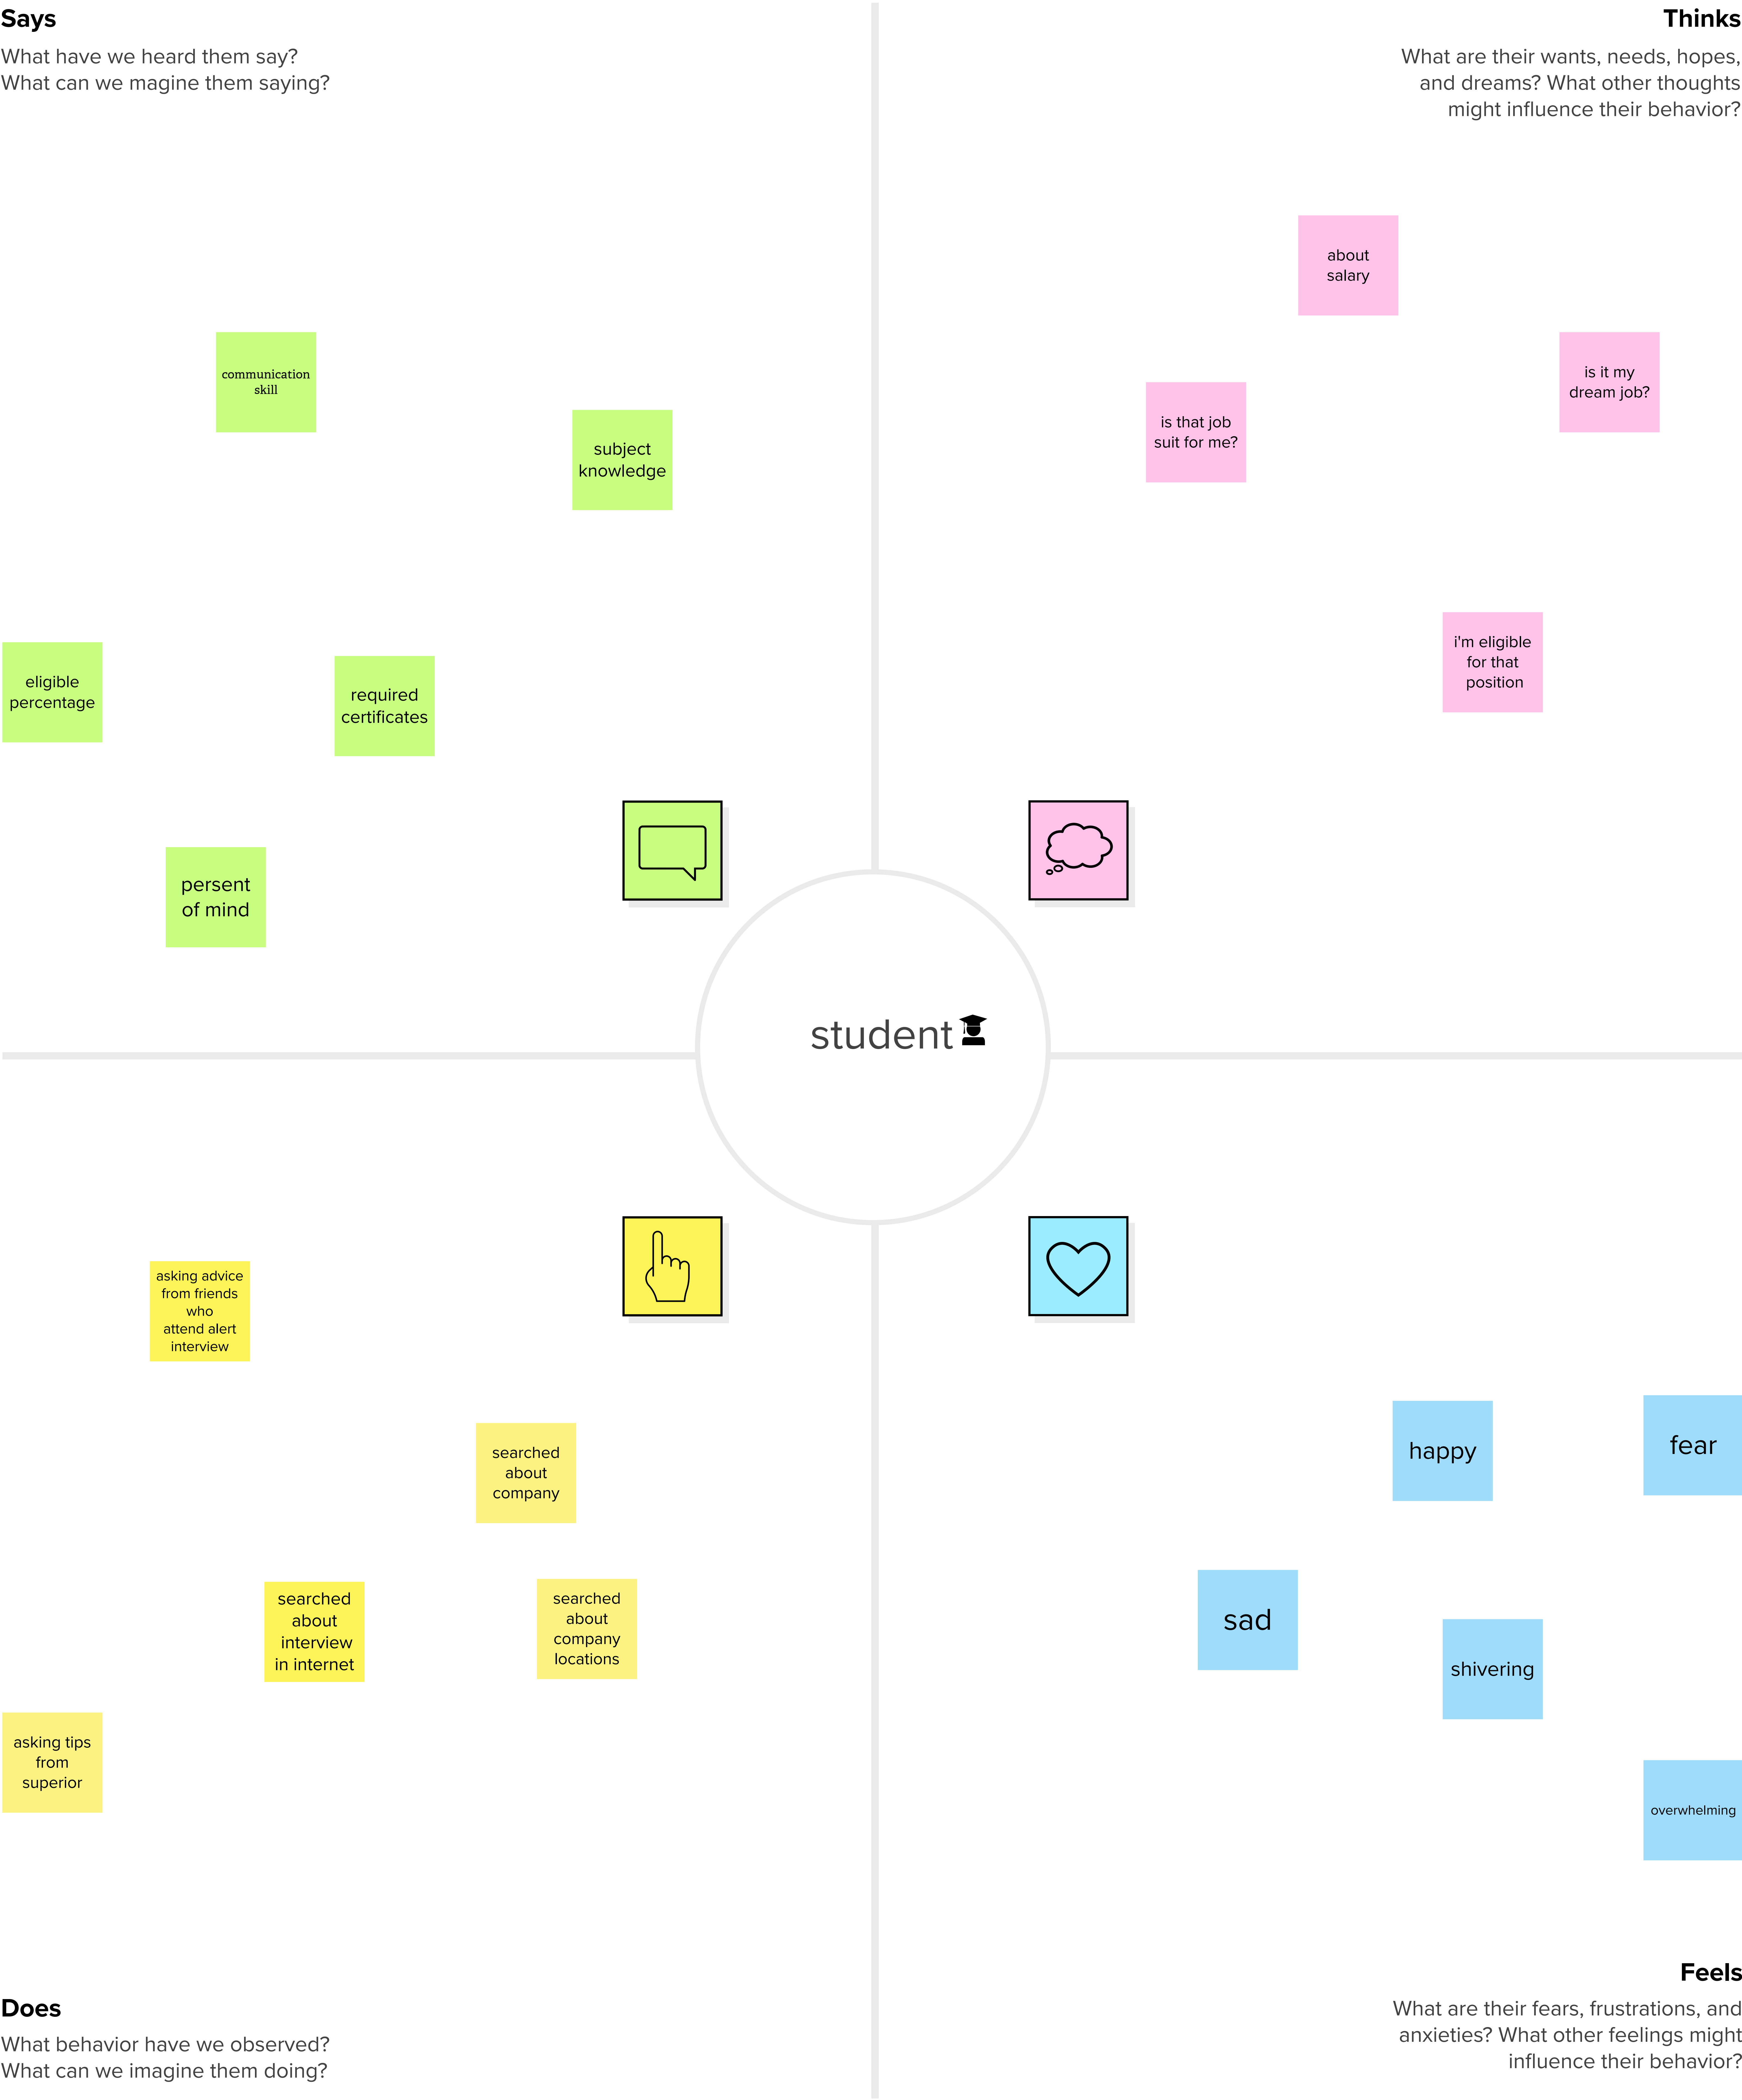 Says
What have we heard them say?
What can we magine them saying?
Thinks
What are their wants, needs, hopes,
and dreams? What other thoughts
might influence their behavior?
communication
skill
subject
knowledge
eligible
percentage
required
certificates
persent
of mind
about
salary
is it my
dream job?
is that job
suit for me?
i'm eligible
for that
position
student
asking advice
from friends
who
attend alert
interview
searched
about
company
searched
about
interview
in internet
searched
about
company
locations
asking tips
from
superior
happy
fear
sad
shivering
overwhelming
Does
What behavior have we observed?
What can we imagine them doing?
Feels
What are their fears, frustrations, and
anxieties? What other feelings might
influence their behavior?